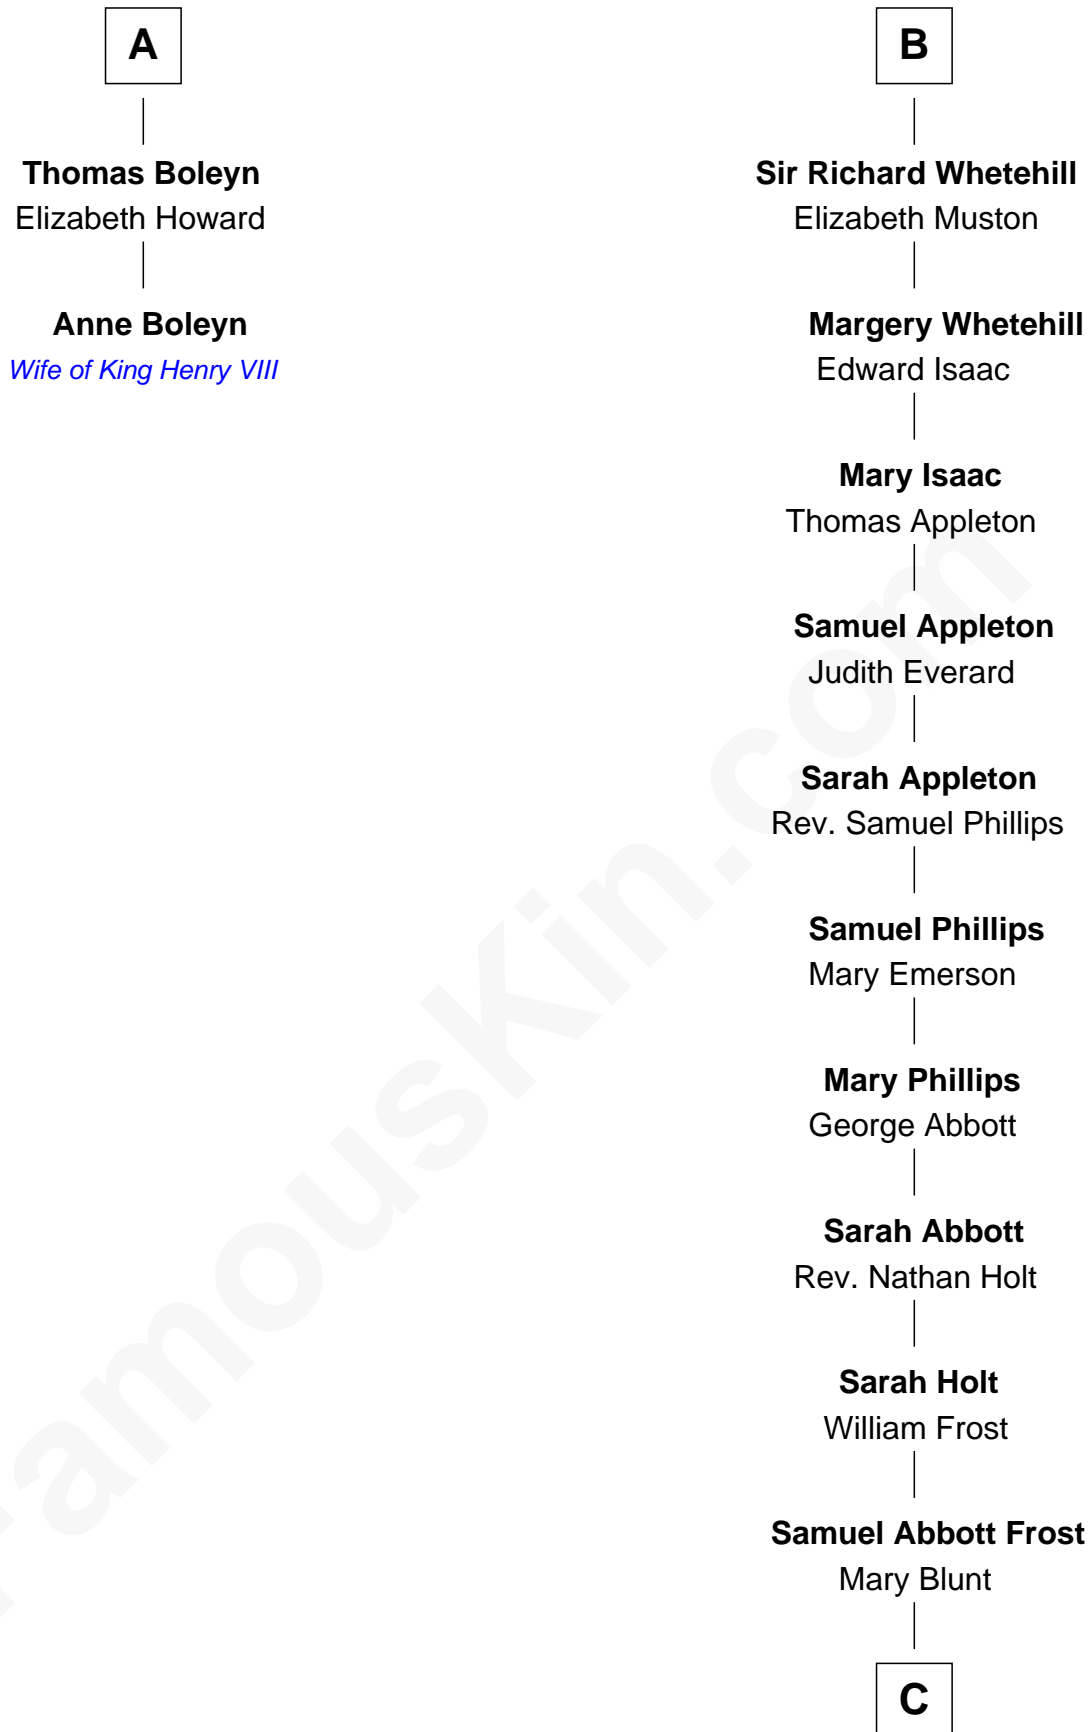 A
Thomas Boleyn
Elizabeth Howard
Anne Boleyn
Wife of King Henry VIII
B
Sir Richard Whetehill
Elizabeth Muston
Margery Whetehill
Edward Isaac
Mary Isaac
Thomas Appleton
Samuel Appleton
Judith Everard
Sarah Appleton
Rev. Samuel Phillips
Samuel Phillips
Mary Emerson
Mary Phillips
George Abbott
Sarah Abbott
Rev. Nathan Holt
Sarah Holt
William Frost
Samuel Abbott Frost
Mary Blunt
C
FamousKin.com